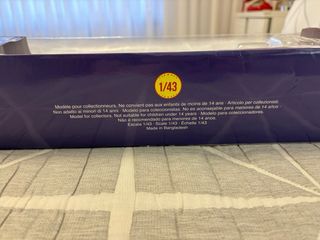 1/43
Modèle pour collectionneurs. Ne convient pas aux enfants de moins de 14 ans · Articolo per collezionisti.
Non adatto ai minori di 14 anni · Modelo para coleccionistas. No es aconsejable para menores de 14 años ·
Model for collectors. Not suitable for children under 14 years · Modelo para colecionadores.
Não é recomendado para menores de 14 anos.
Escala 1/43 · Scale 1/43 · Échelle 1/43
Made in Bangladesh